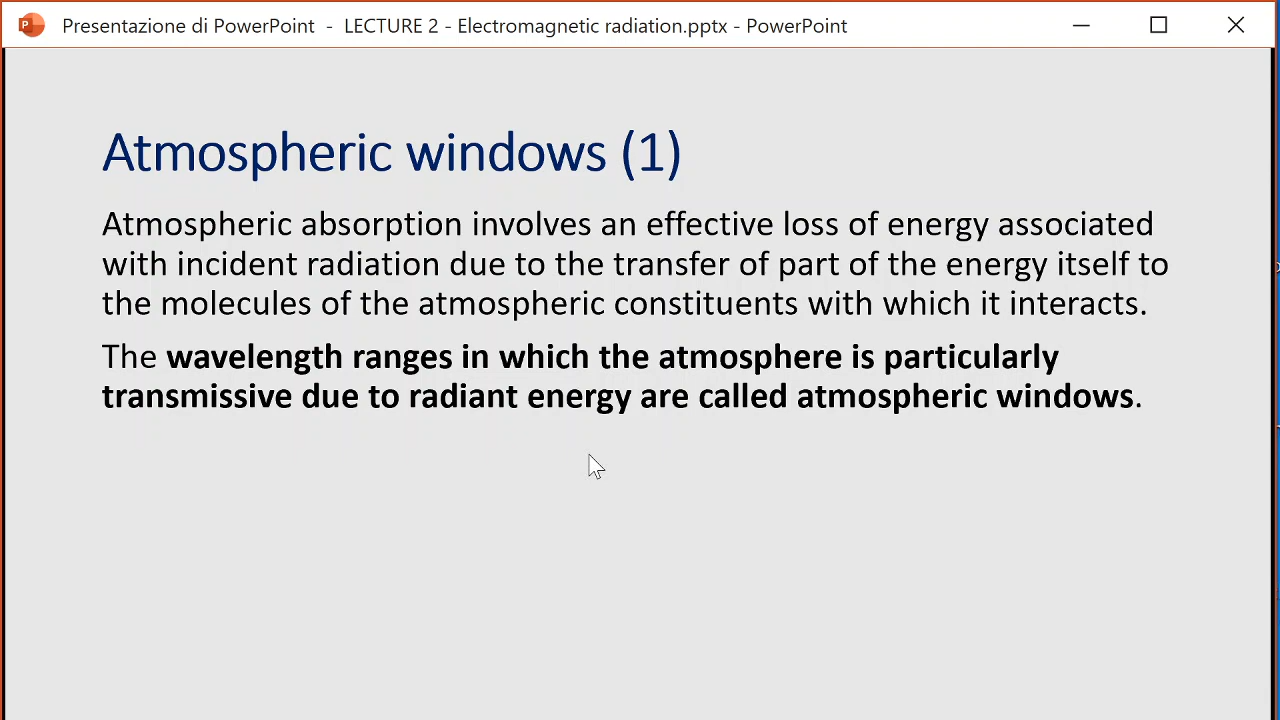 Presentazione di PowerPoint - LECTURE 2 - Electromagnetic radiation.pptx - PowerPoint
Atmospheric windows (1)
Atmospheric absorption involves an effective loss of energy associated
with incident radiation due to the transfer of part of the energy itself to
the molecules of the atmospheric constituents with which it interacts.
The wavelength ranges in which the atmosphere is particularly
transmissive due to radiant energy are called atmospheric windows.